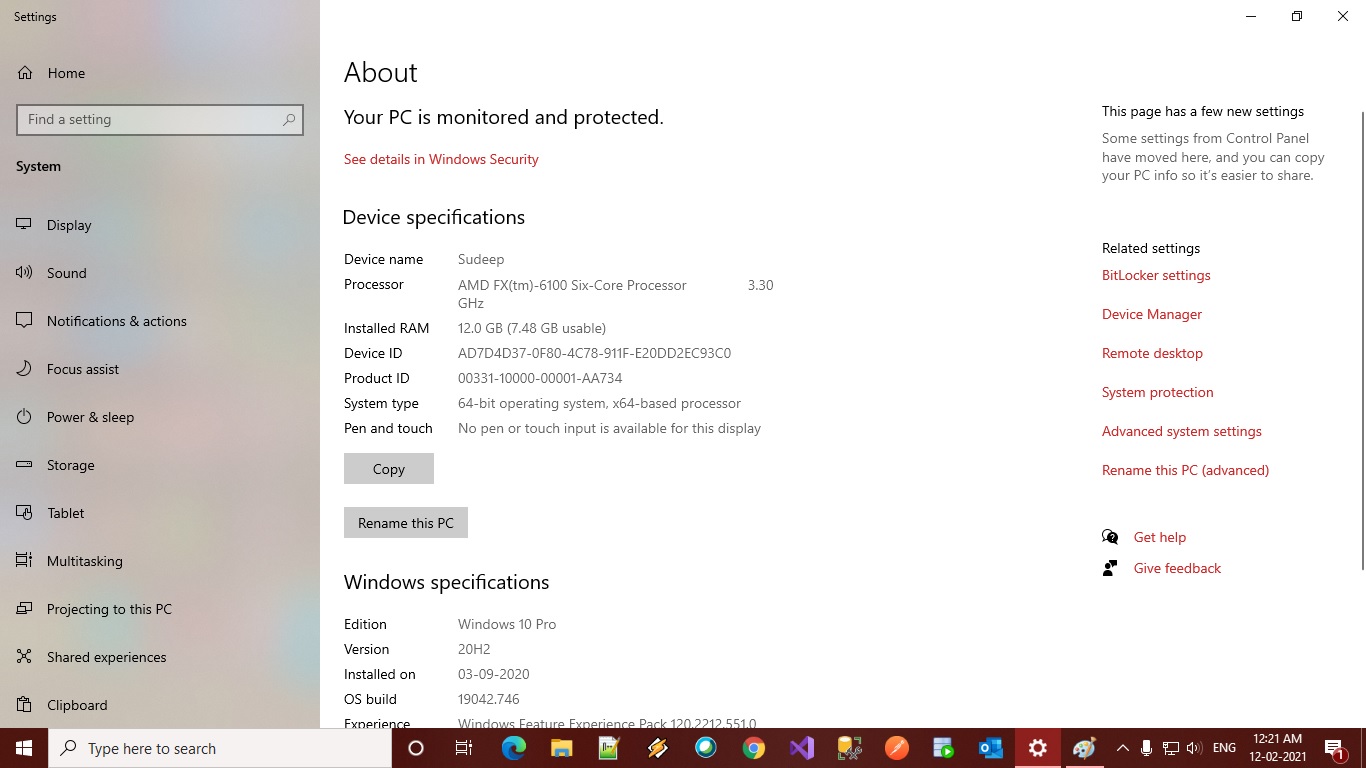 Settings
Home
Find a setting
System
Display
Sound
Notifications & actions
Focus assist
Power & sleep
Storage
Tablet
Multitasking
Projecting to this PC
Shared experiences
Clipboard
About
Your PC is monitored and protected.
See details in Windows Security
Device specifications
Device name Sudeep
Processor AMD FX(tm)-6100 Six-Core Processor 3.30
GHz
Installed RAM 12.0 GB (7.48 GB usable)
Device ID AD7D4D37-0F80-4C78-911F-E20DD2EC93C0
Product ID 00331-10000-00001-AA734
System type 64-bit operating system, x64-based processor
Pen and touch No pen or touch input is available for this display
Copy
Rename this PC
Windows specifications
Edition Windows 10 Pro
Version 20H2
Installed on 03-09-2020
OS build 19042.746
Experience Windows Feature Experience Pack 120.2212.551.0
This page has a few new settings
Some settings from Control Panel
have moved here, and you can copy
your PC info so it's easier to share.
Related settings
BitLocker settings
Device Manager
Remote desktop
System protection
Advanced system settings
Rename this PC (advanced)
Get help
Give feedback
Type here to search
ENG
12:21 AM
12-02-2021
1